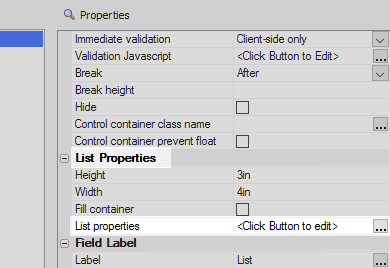 Properties
Immediate validation Client-side only
Validation Javascript <Click Button to Edit> ...
Break After
Break height
Hide
Control container class name ...
Control container prevent float
List Properties
Height 3in
Width 4in
Fill container
List properties <Click Button to edit> ...
Field Label
Label List ...